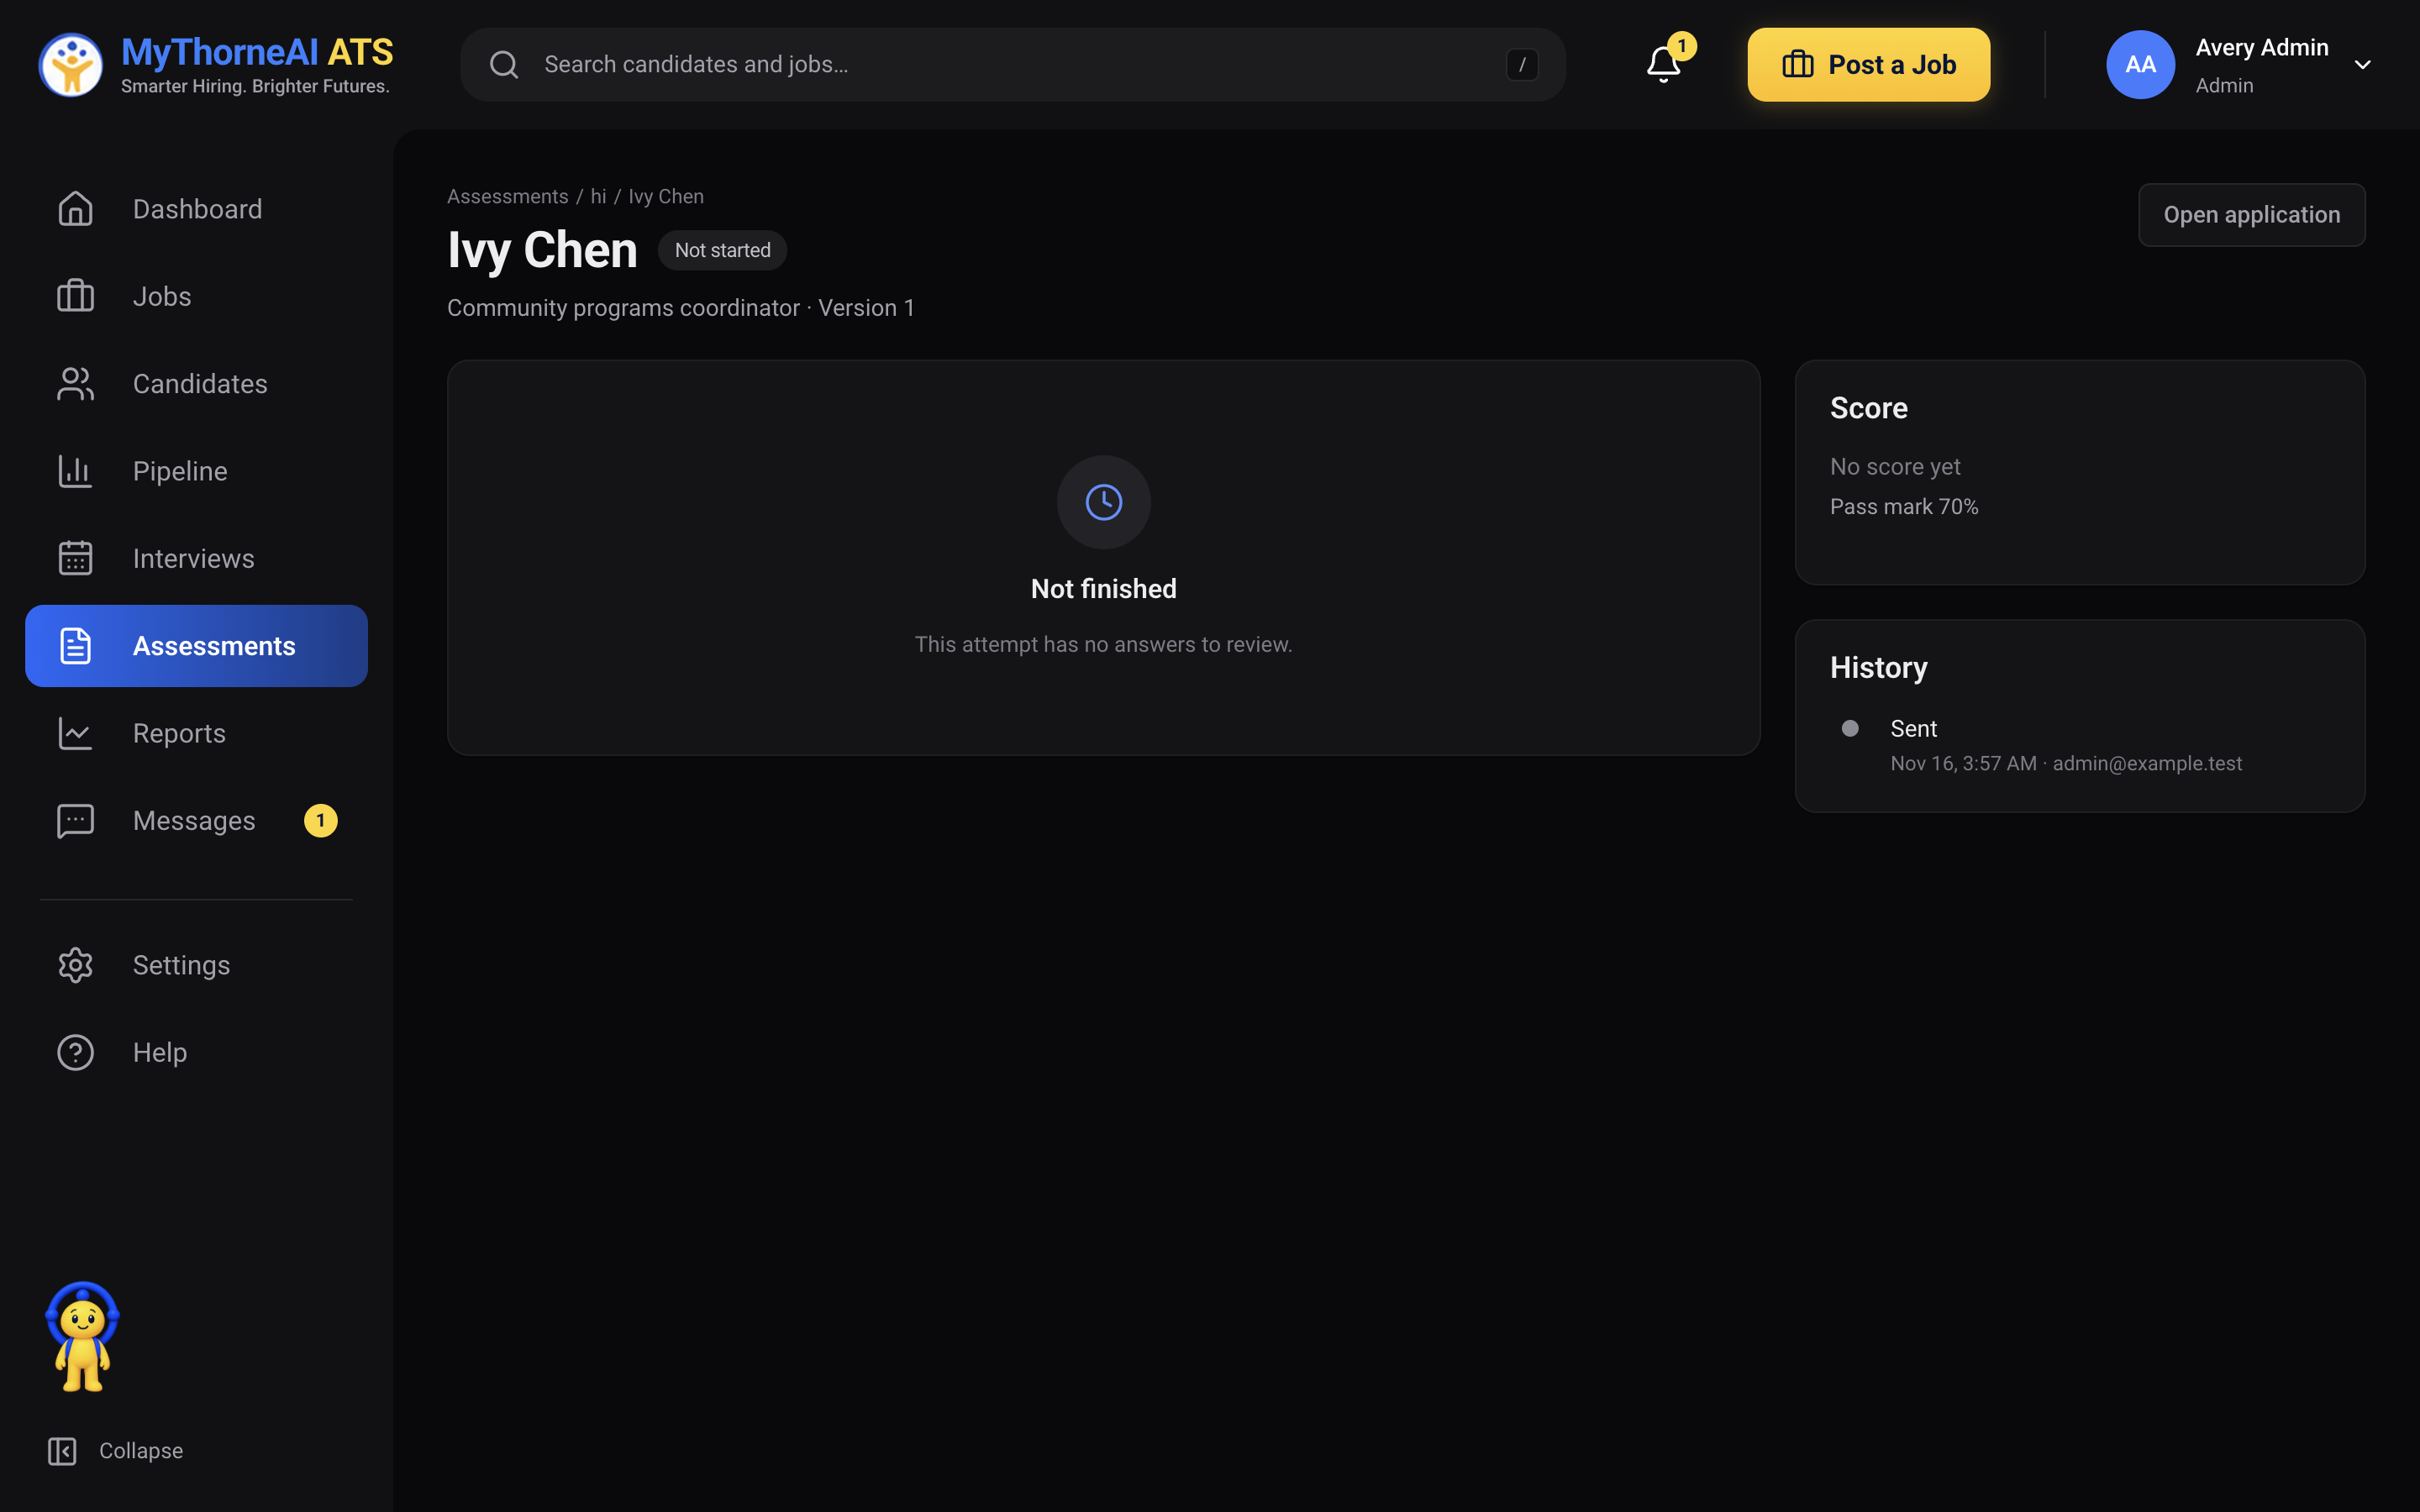 MyThorneAI ATS
Smarter Hiring. Brighter Futures.
Search candidates and jobs...
/
1
Post a Job
AA
Avery Admin
Admin
Dashboard
Jobs
Candidates
Pipeline
Interviews
Assessments
Reports
Messages
1
Settings
Help
Collapse
Assessments / hi / Ivy Chen
Ivy Chen
Not started
Community programs coordinator · Version 1
Open application
Not finished
This attempt has no answers to review.
Score
No score yet
Pass mark 70%
History
Sent
Nov 16, 3:57 AM · admin@example.test